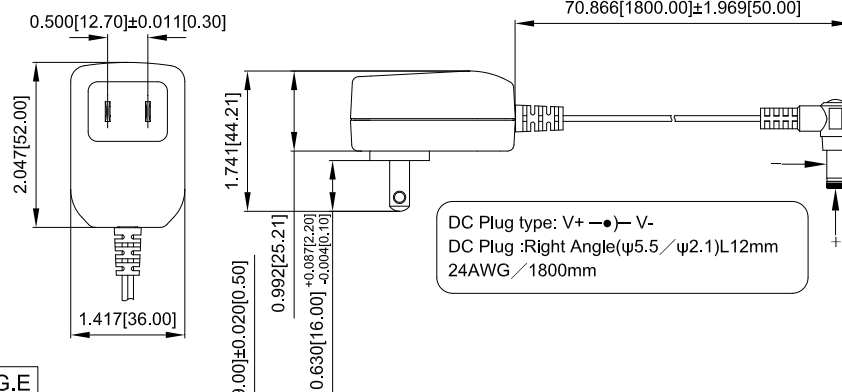 0.500[12.70]±0.011[0.30]
70.866[1800.00]±1.969[50.00]
2.047[52.00]
1.741[44.21]
0.992[25.21]
0.630[16.00] +0.087[2.20]
-0.004[0.10]
DC Plug type: V+ —●)— V-
DC Plug :Right Angle(ψ5.5／ψ2.1)L12mm
24AWG／1800mm
+
1.417[36.00]
.00]±0.020[0.50]
G.E